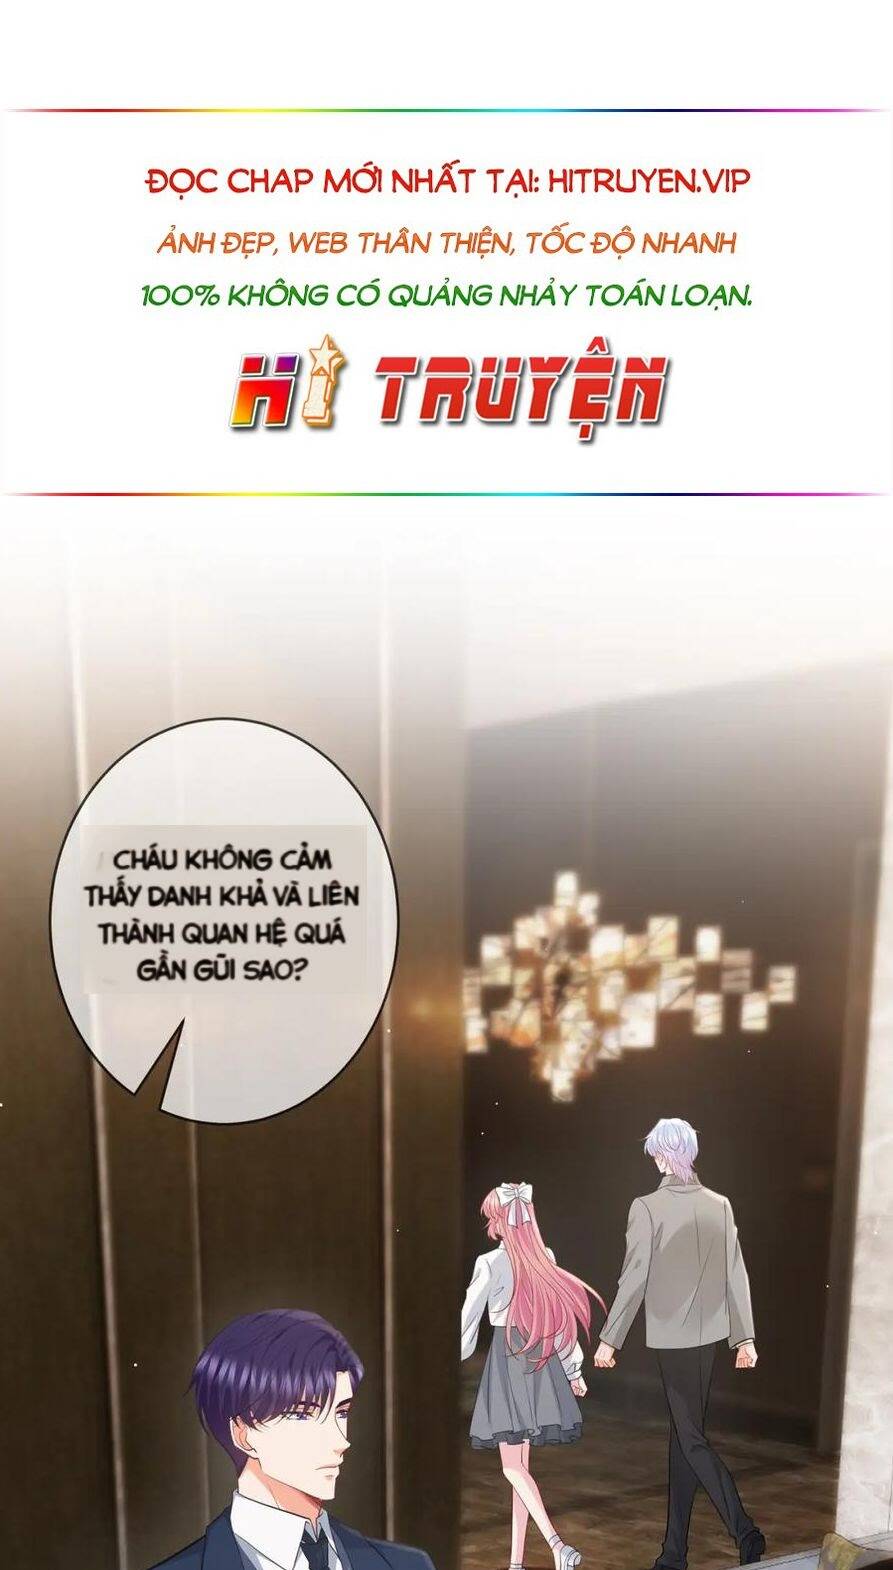 ĐỌC CHAP MỚI NHẤT TẠI: HITRUYEN.VIP
ẢNH ĐẸP, WEB THÂN THIỆN, TỐC ĐỘ NHANH
100% KHÔNG CÓ QUẢNG NHẢY TOÁN LOẠN.
HI TRUYỆN
CHÁU KHÔNG CẢM
THẤY DANH KHẢ VÀ LIÊN
THÀNH QUAN HỆ QUÁ
GẦN GŨI SAO?